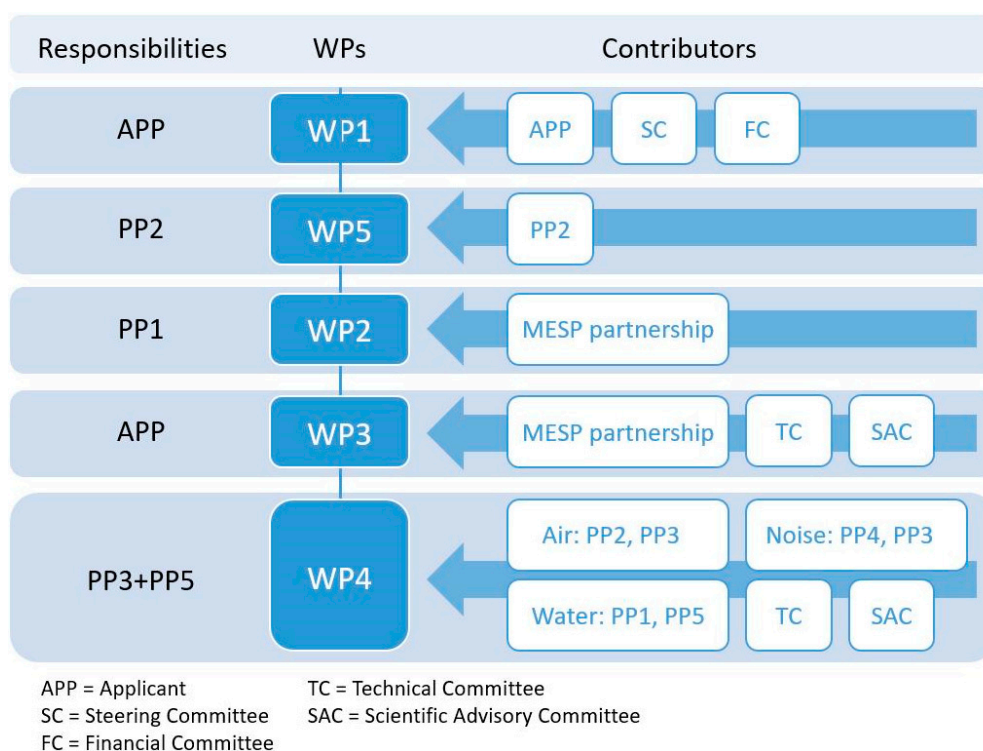 Responsibilities WPs Contributors
APP WP1 APP SC FC
PP2 WP5 PP2
PP1 WP2 MESP partnership
APP WP3 MESP partnership TC SAC
Air: PP2, PP3 Noise: PP4, PP3
PP3+PP5 WP4
Water: PP1, PP5 TC SAC
APP = Applicant TC = Technical Committee
SC = Steering Committee SAC = Scientific Advisory Committee
FC = Financial Committee